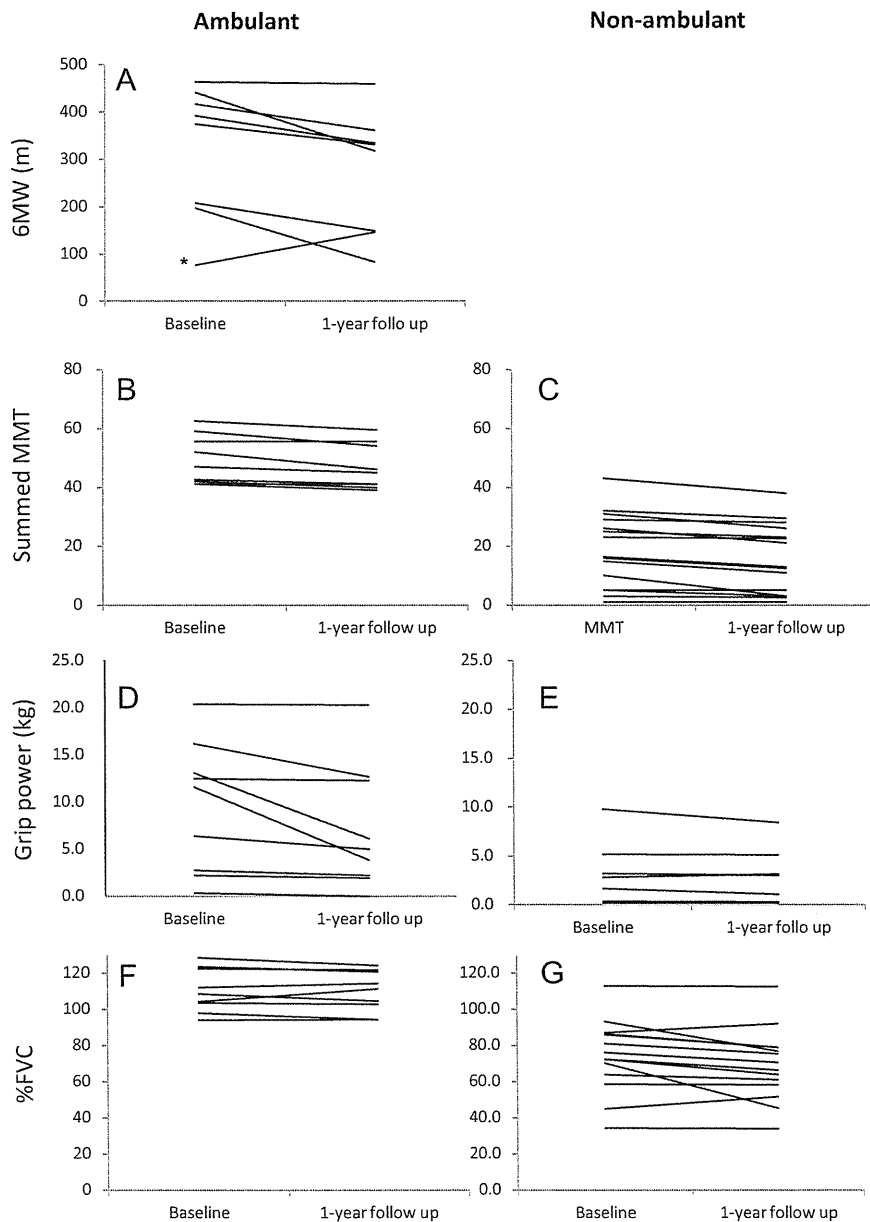 Ambulant
Non-ambulant
A
6MW (m)
500
400
300
200
100
0
*
Baseline
1-year follo up
B
Summed MMT
80
60
40
20
0
Baseline
1-year follow up
C
80
60
40
20
0
MMT
1-year follow up
D
Grip power (kg)
25.0
20.0
15.0
10.0
5.0
0.0
Baseline
1-year follo up
E
25.0
20.0
15.0
10.0
5.0
0.0
Baseline
1-year follo up
F
%FVC
120
100
80
60
40
20
0
Baseline
1-year follow up
G
120.0
100.0
80.0
60.0
40.0
20.0
0.0
Baseline
1-year follow up